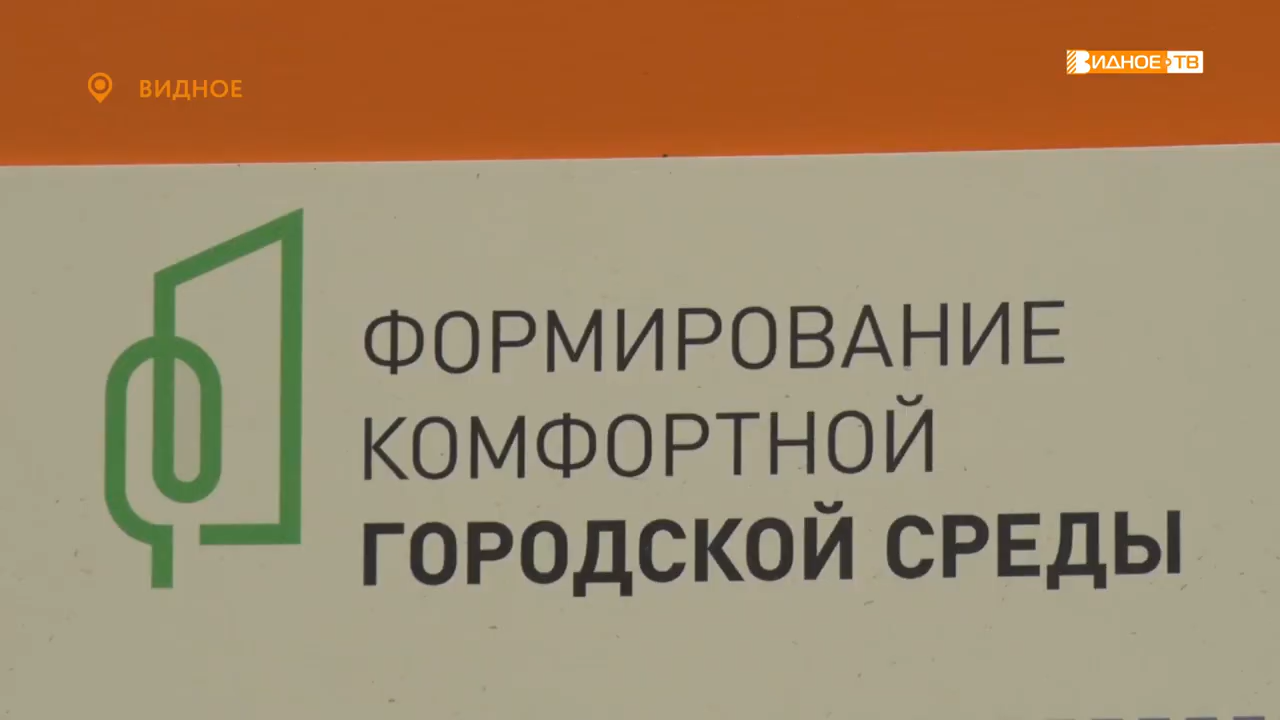 ВИДНОЕ
ВИДНОЕ ТВ
ФОРМИРОВАНИЕ
КОМФОРТНОЙ
ГОРОДСКОЙ СРЕДЫ